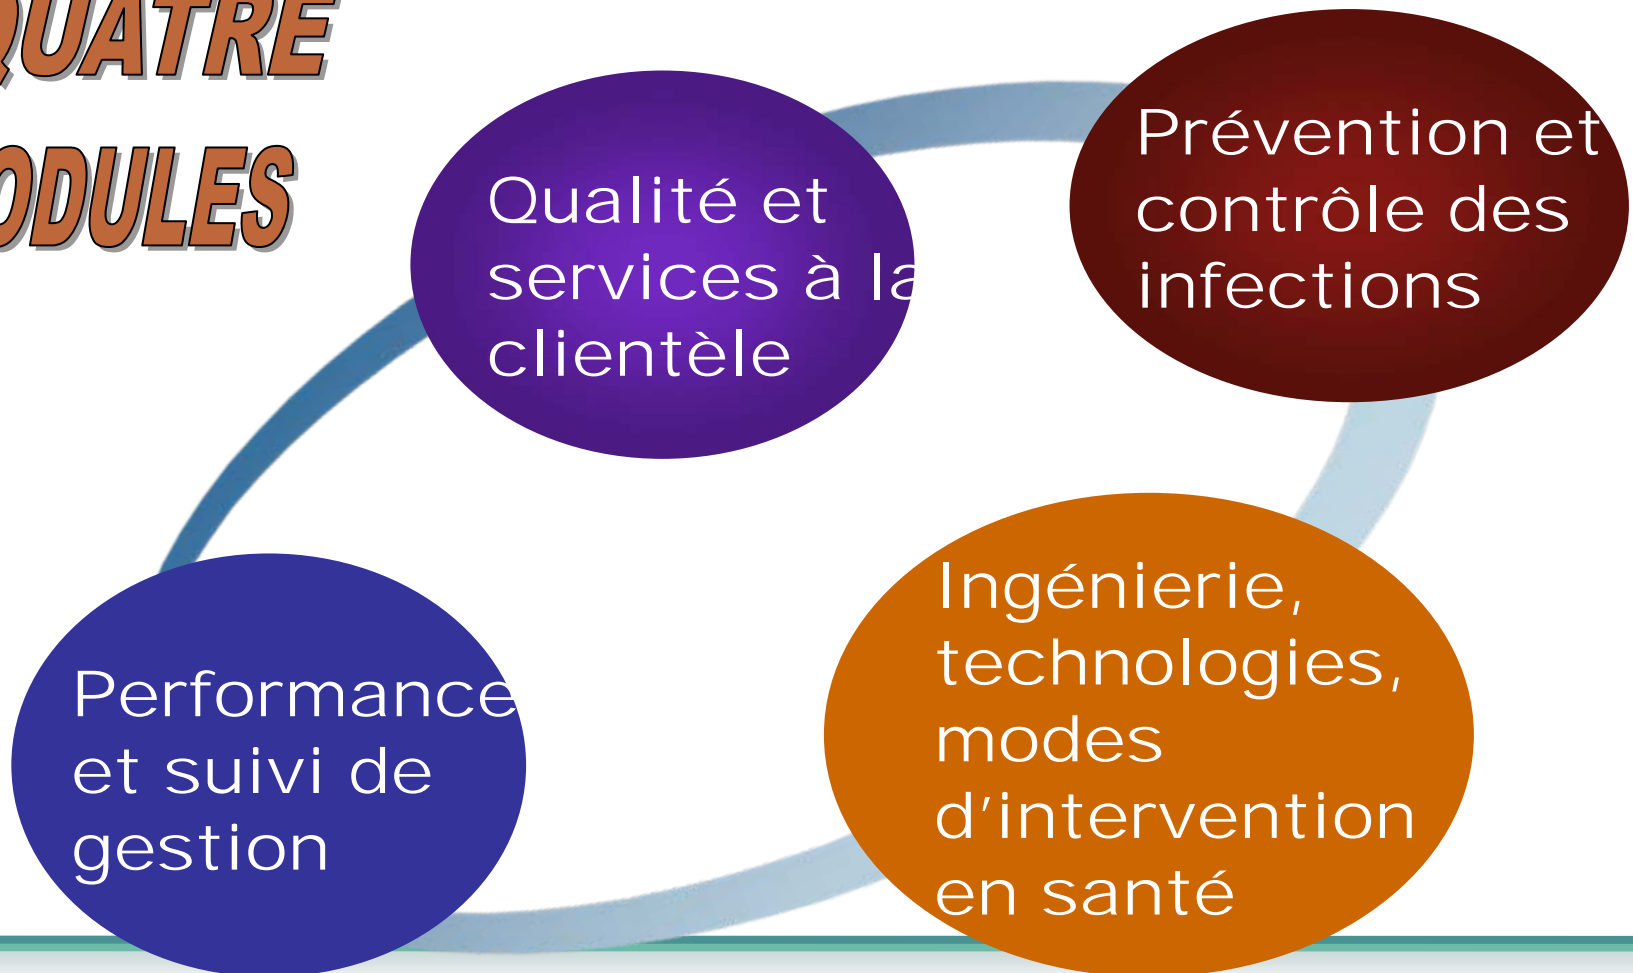 QUATRE
MODULES
Qualité et
services à la
clientèle
Prévention et
contrôle des
infections
Performance
et suivi de
gestion
Ingénierie,
technologies,
modes
d’intervention
en santé